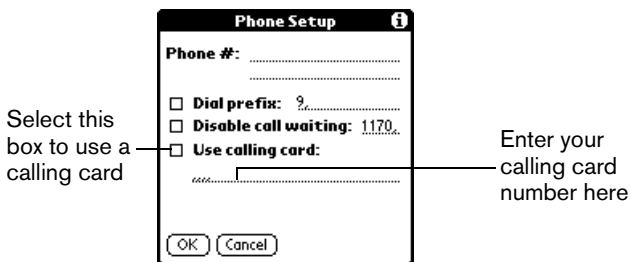 Phone Setup
Phone #:
Dial prefix: 9,
Disable call waiting: 1170,
Use calling card:
,,,,
OK Cancel
Select this
box to use a
calling card
Enter your
calling card
number here